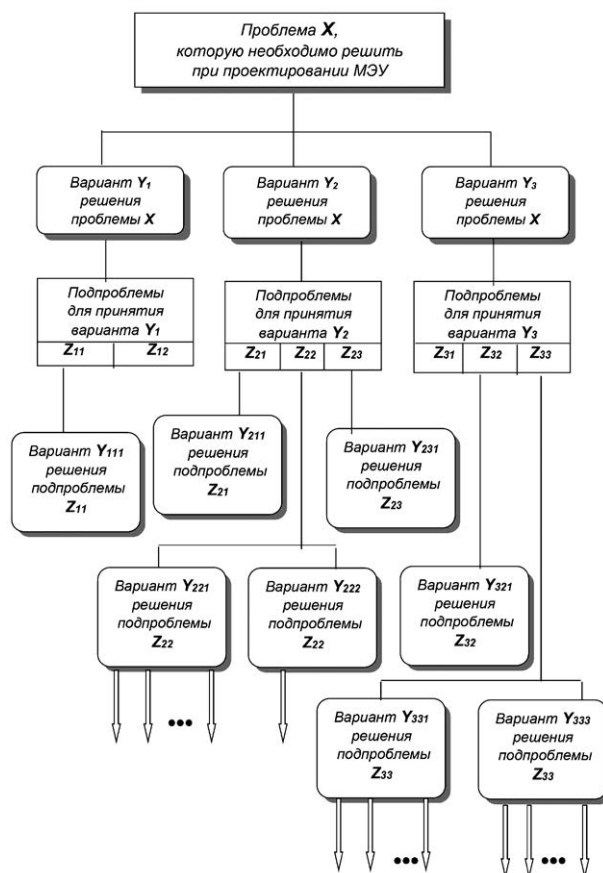 Проблема X,
которую необходимо решить
при проектировании МЭУ
Вариант Y1
решения
проблемы X
Вариант Y2
решения
проблемы X
Вариант Y3
решения
проблемы X
Подпроблемы
для принятия
варианта Y1
Z11 Z12
Подпроблемы
для принятия
варианта Y2
Z21 Z22 Z23
Подпроблемы
для принятия
варианта Y3
Z31 Z32 Z33
Вариант Y111
решения
подпроблемы
Z11
Вариант Y211
решения
подпроблемы
Z21
Вариант Y231
решения
подпроблемы
Z23
Вариант Y221
решения
подпроблемы
Z22
Вариант Y222
решения
подпроблемы
Z22
Вариант Y321
решения
подпроблемы
Z32
Вариант Y331
решения
подпроблемы
Z33
Вариант Y333
решения
подпроблемы
Z33